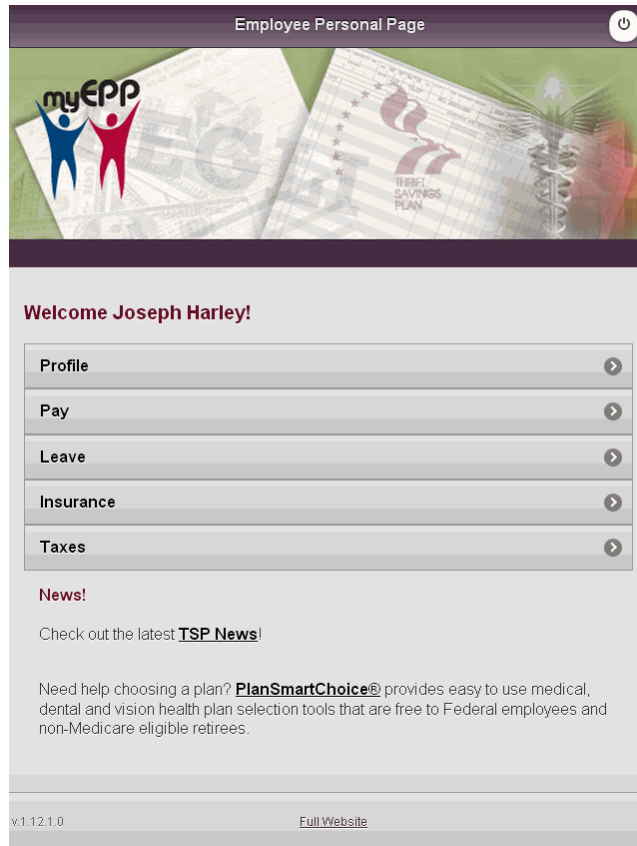 Employee Personal Page
myEPP
THRIFT
SAVINGS
PLAN
Welcome Joseph Harley!
Profile
Pay
Leave
Insurance
Taxes
News!
Check out the latest TSP News!
Need help choosing a plan? PlanSmartChoice® provides easy to use medical,
dental and vision health plan selection tools that are free to Federal employees and
non-Medicare eligible retirees.
v.1.12.1.0 Full Website